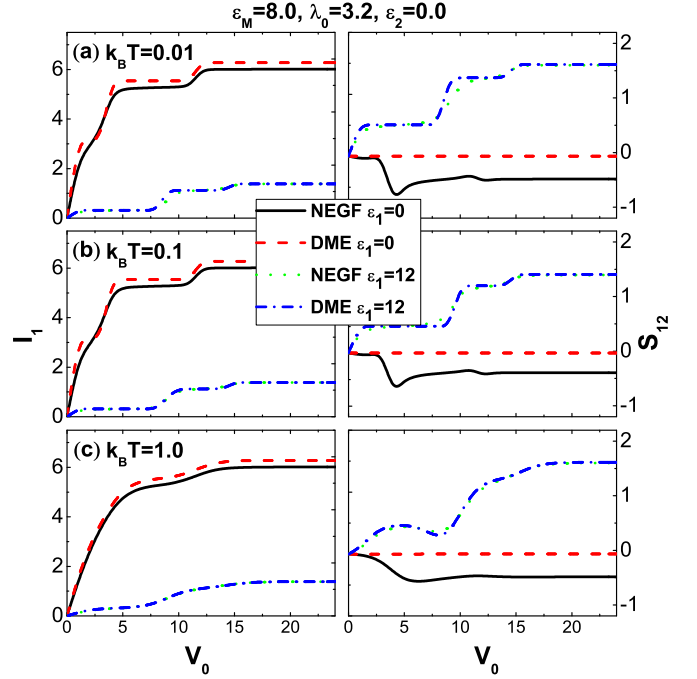 ε_M=8.0, λ_0=3.2, ε_2=0.0
(a) k_BT=0.01
6
4
2
0
2
1
0
-1
NEGF ε_1=0
DME ε_1=0
NEGF ε_1=12
DME ε_1=12
(b) k_BT=0.1
6
4
2
0
2
1
0
-1
I_1
S_12
(c) k_BT=1.0
6
4
2
0
2
1
0
-1
0 5 10 15 20
0 5 10 15 20
V_0
V_0